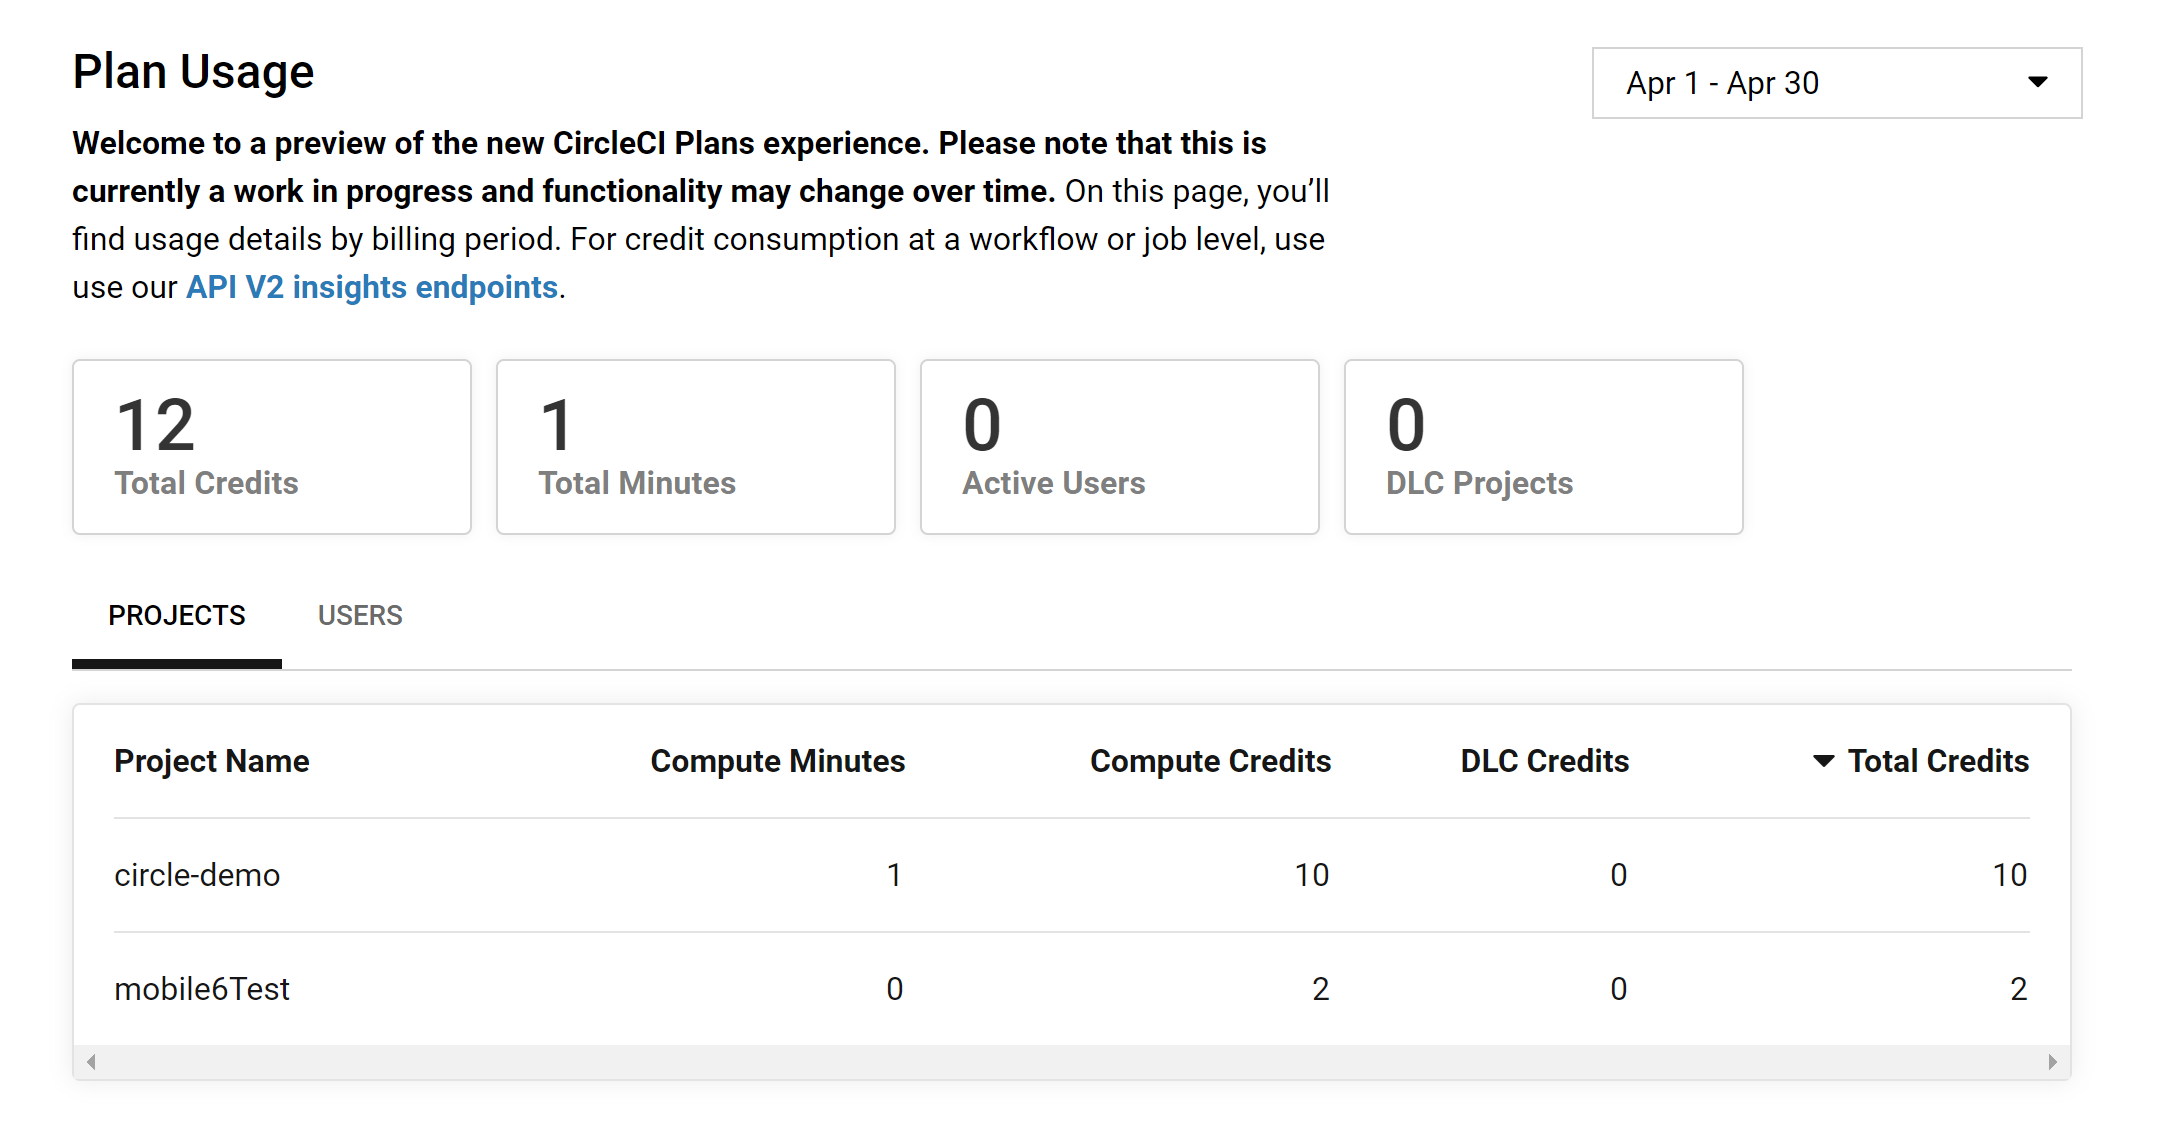 Plan Usage
Apr 1 - Apr 30
Welcome to a preview of the new CircleCI Plans experience. Please note that this is
currently a work in progress and functionality may change over time. On this page, you’ll
find usage details by billing period. For credit consumption at a workflow or job level, use
use our API V2 insights endpoints.
12
Total Credits
1
Total Minutes
0
Active Users
0
DLC Projects
PROJECTS USERS
Project Name Compute Minutes Compute Credits DLC Credits Total Credits
circle-demo 1 10 0 10
mobile6Test 0 2 0 2